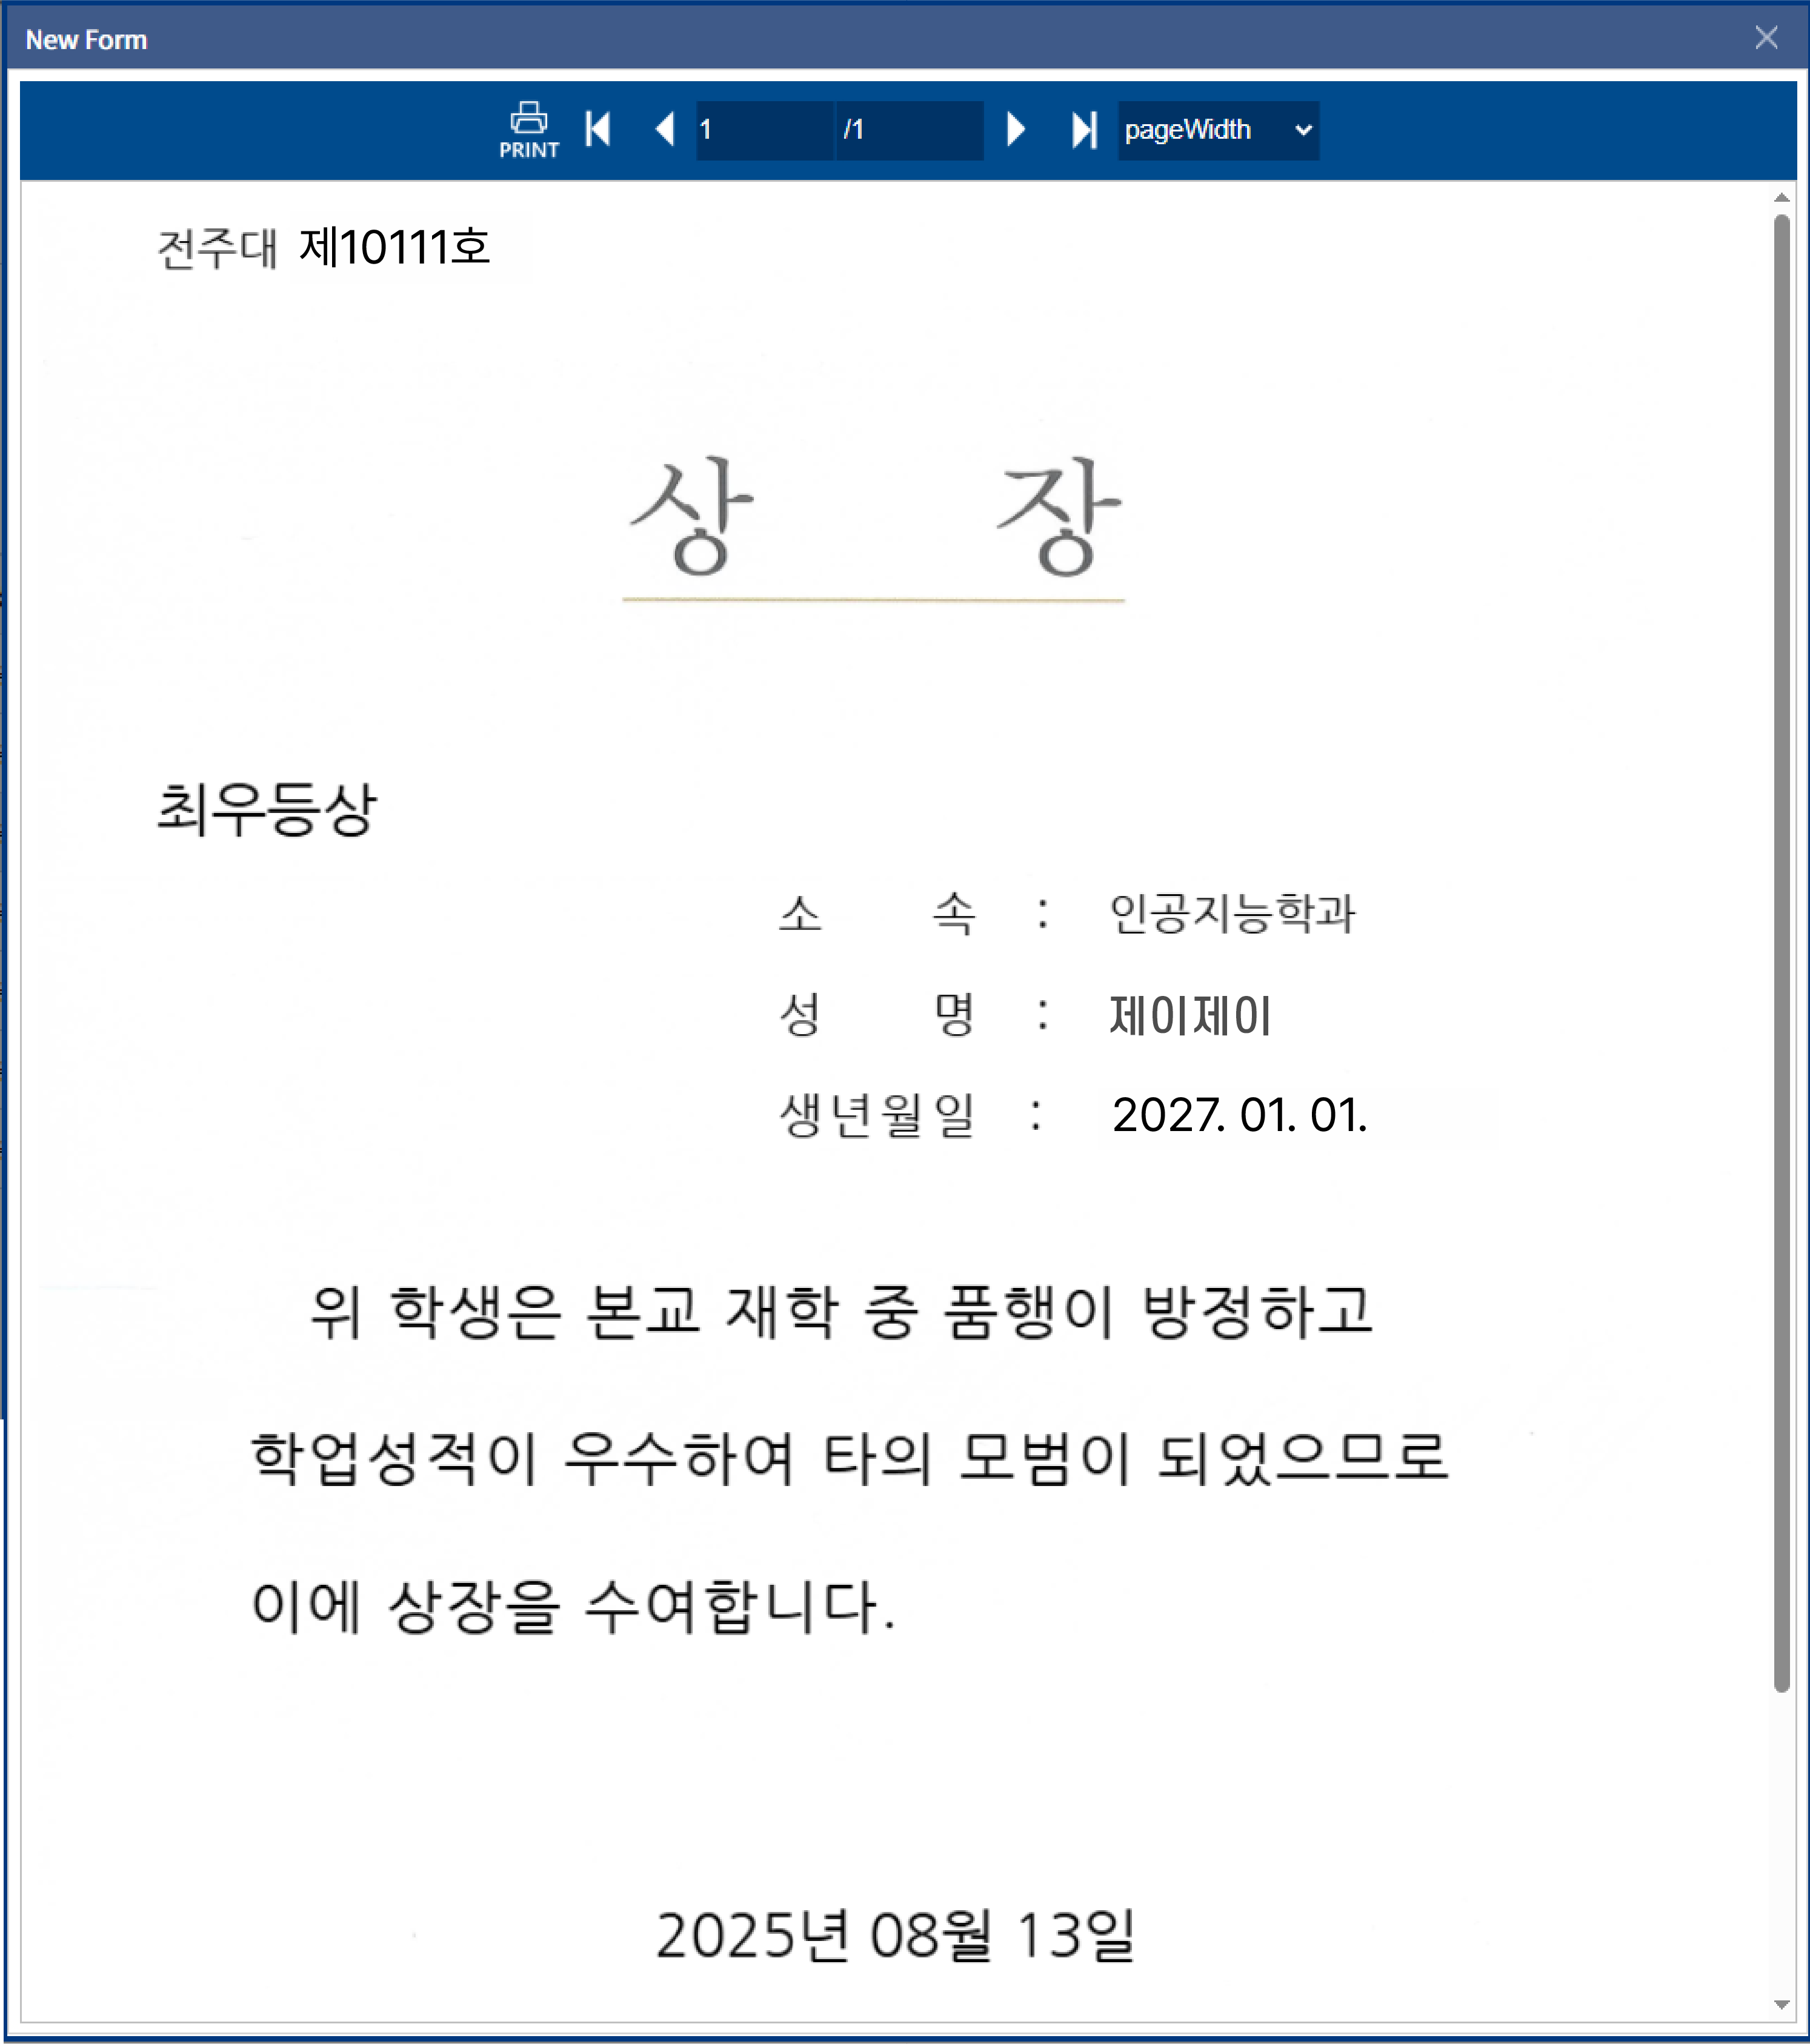 New Form
PRINT 1 /1 pageWidth
전주대 제10111호
상 장
최우등상
소 속 : 인공지능학과
성 명 : 제이제이
생년월일 : 2027. 01. 01.
위 학생은 본교 재학 중 품행이 방정하고
학업성적이 우수하여 타의 모범이 되었으므로
이에 상장을 수여합니다.
2025년 08월 13일